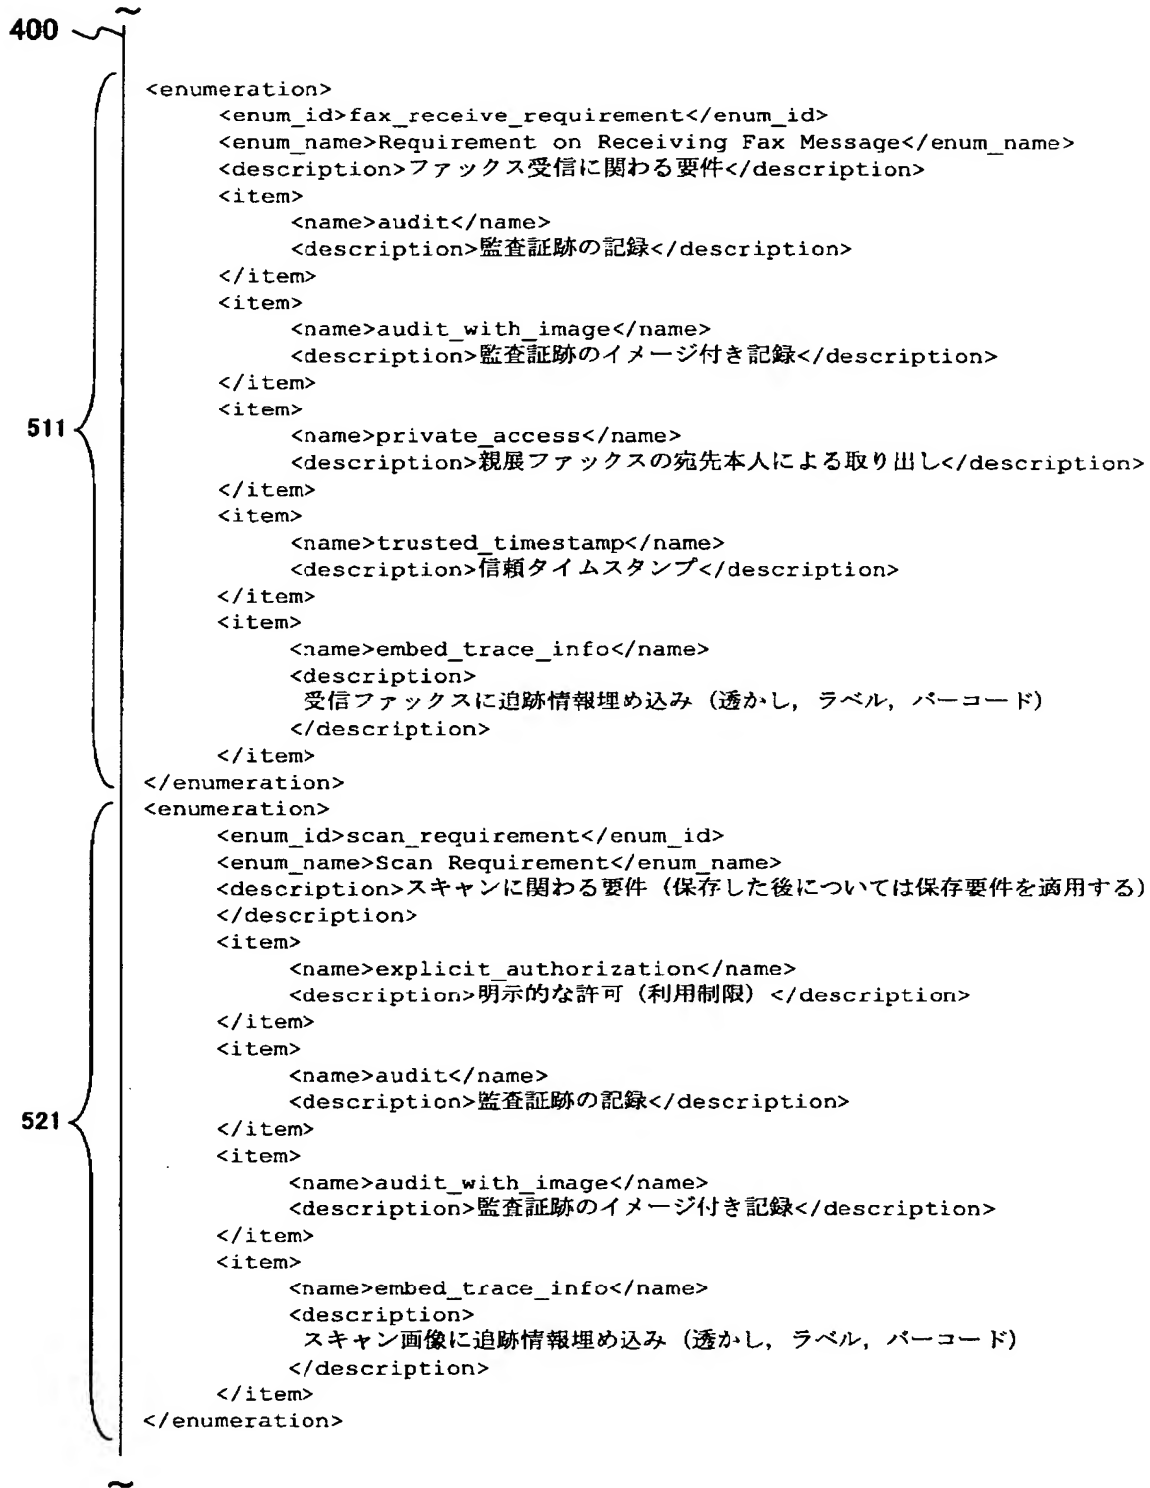 400
<enumeration>
<enum_id>fax_receive_requirement</enum_id>
<enum_name>Requirement on Receiving Fax Message</enum_name>
<description>ファックス受信に関わる要件</description>
<item>
<name>audit</name>
<description>監査証跡の記録</description>
</item>
<item>
<name>audit_with_image</name>
<description>監査証跡のイメージ付き記録</description>
</item>
<item>
511
<name>private_access</name>
<description>親展ファックスの宛先本人による取り出し</description>
</item>
<item>
<name>trusted_timestamp</name>
<description>信頼タイムスタンプ</description>
</item>
<item>
<name>embed_trace_info</name>
<description>
受信ファックスに追跡情報埋め込み（透かし，ラベル，バーコード）
</description>
</item>
</enumeration>
<enumeration>
<enum_id>scan_requirement</enum_id>
<enum_name>Scan Requirement</enum_name>
<description>スキャンに関わる要件（保存した後については保存要件を適用する）
</description>
<item>
<name>explicit_authorization</name>
<description>明示的な許可（利用制限）</description>
</item>
<item>
<name>audit</name>
<description>監査証跡の記録</description>
521
</item>
<item>
<name>audit_with_image</name>
<description>監査証跡のイメージ付き記録</description>
</item>
<item>
<name>embed_trace_info</name>
<description>
スキャン画像に追跡情報埋め込み（透かし，ラベル，バーコード）
</description>
</item>
</enumeration>